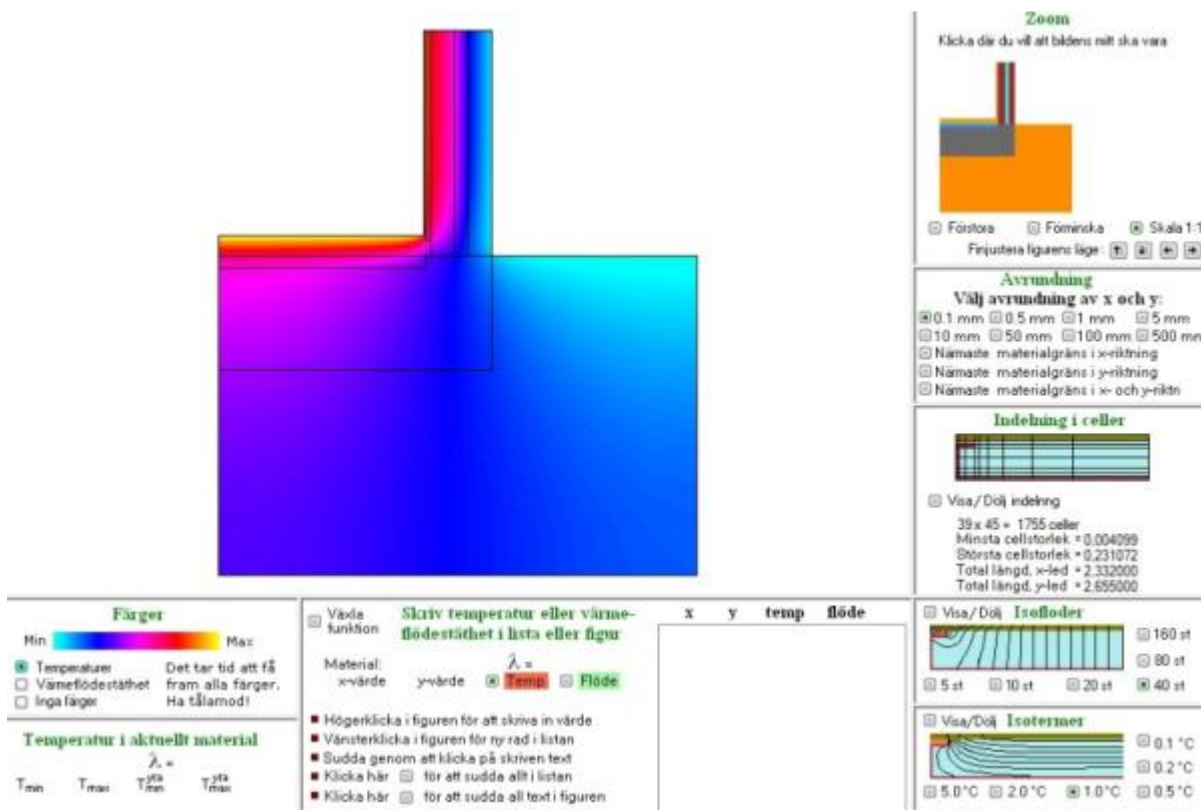 Zoom
Klicka där du vill att bildens mitt ska vara
Förstora Förminska Skala 1:1
Finjustera figurens läge:
Avrundning
Välj avrundning av x och y:
0.1 mm 0.5 mm 1 mm 5 mm
10 mm 50 mm 100 mm 500 mm
Närmaste materialgräns i x-riktning
Närmaste materialgräns i y-riktning
Närmaste materialgräns i x- och y-riktn
Indelning i celler
Visa/Dölj indelnng
39 x 45 = 1755 celler
Minsta cellstorlek = 0,004099
Största cellstorlek = 0,231072
Total längd, x-led = 2,332000
Total längd, y-led = 2,655000
Färger
Min Max
Temperaturer
Värmeflödestäthet
Inga färger
Det tar tid att få
fram alla färger.
Ha tålamod!
Temperatur i aktuellt material
λ =
Tmin Tmax Tmin yta Tmax yta
Växla
funktion
Skriv temperatur eller värme-
flödestäthet i lista eller figur
Material: λ =
x-värde y-värde Temp Flöde
Högerklicka i figuren för att skriva in värde
Vänsterklicka i figuren för ny rad i listan
Sudda genom att klicka på skriven text
Klicka här för att sudda allt i listan
Klicka här för att sudda all text i figuren
x y temp flöde
Visa/Dölj Isofloder
160 st
80 st
5 st 10 st 20 st 40 st
Visa/Dölj Isotermer
0.1 °C
0.2 °C
5.0°C 2.0 °C 1.0°C 0.5°C